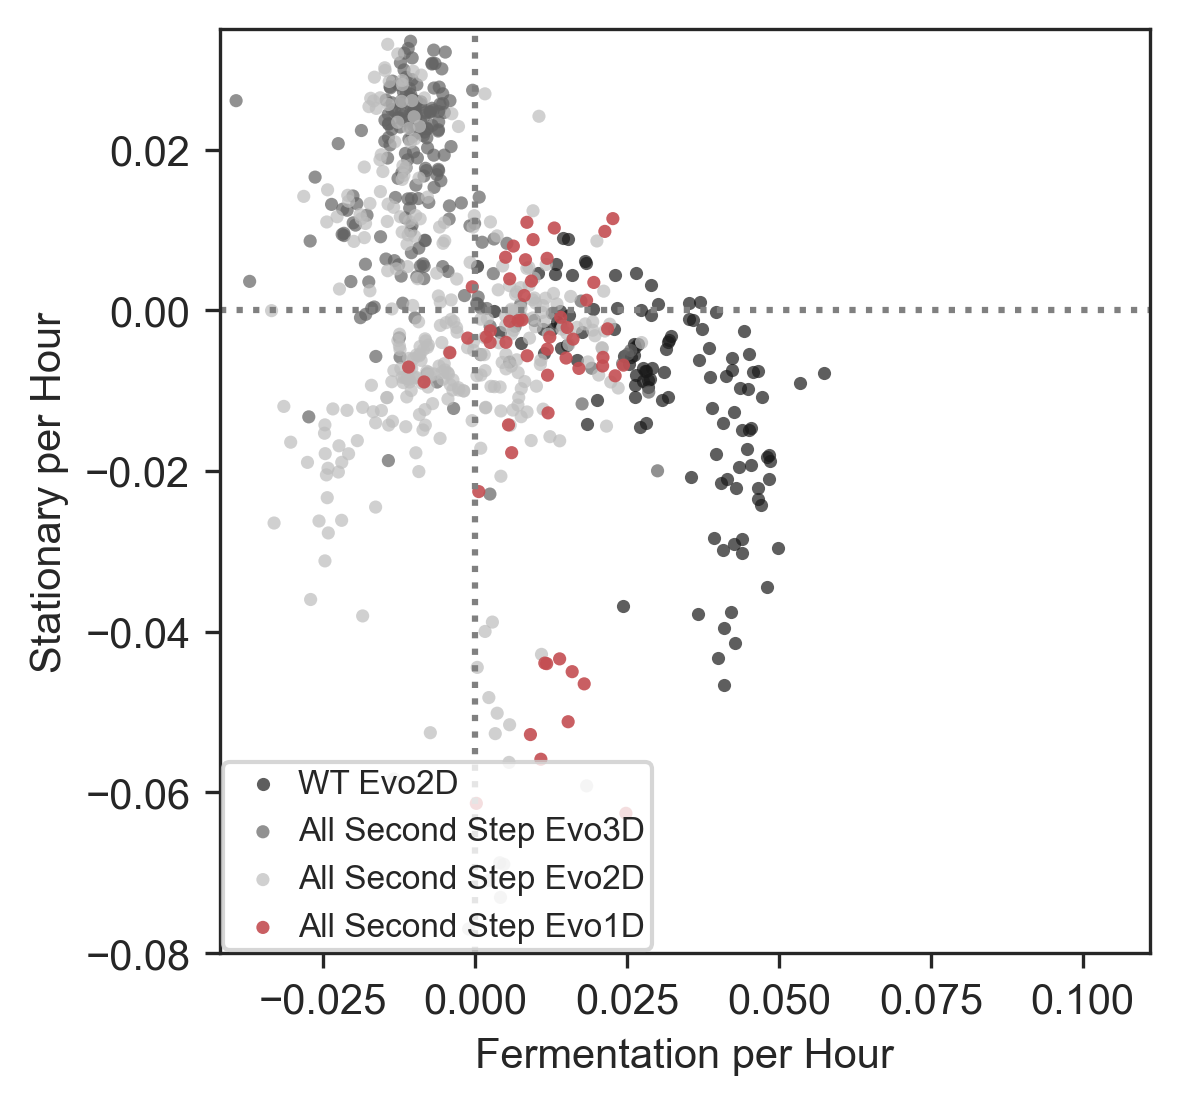 Stationary per Hour
0.02
0.00
−0.02
−0.04
−0.06
−0.08
WT Evo2D
All Second Step Evo3D
All Second Step Evo2D
All Second Step Evo1D
−0.025 0.000 0.025 0.050 0.075 0.100
Fermentation per Hour